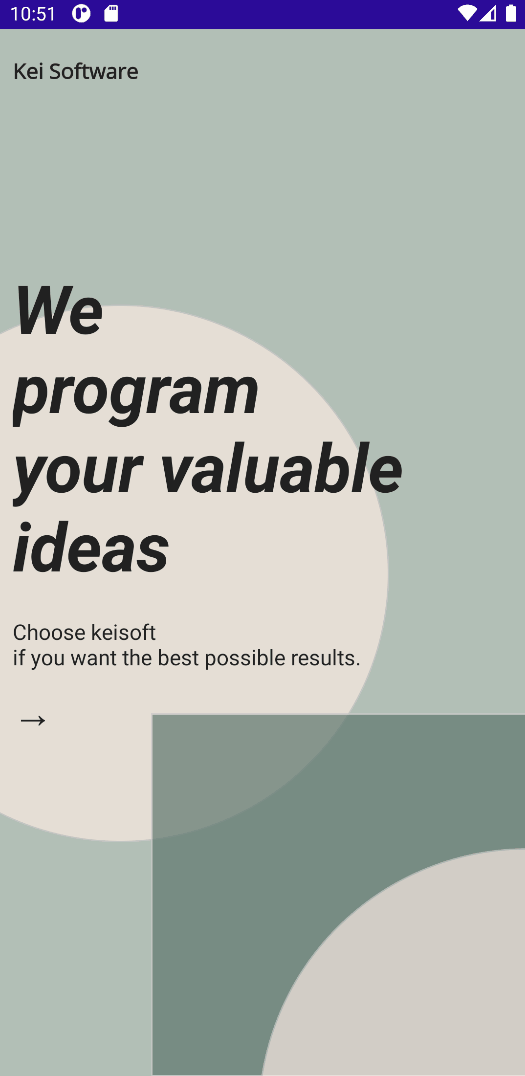 10:51
Kei Software
We
program
your valuable
ideas
Choose keisoft
if you want the best possible results.
→